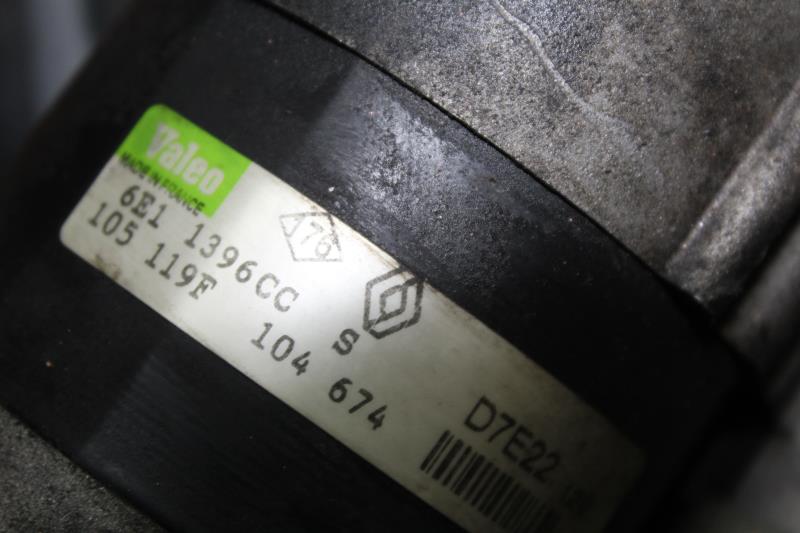 Valeo
MADE IN FRANCE
6E1 1396CC S
105 119F 104 674
176
D7E22